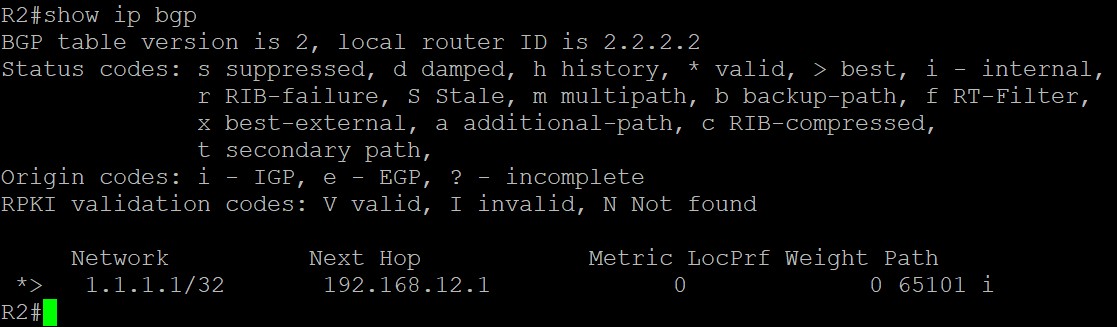 R2#show ip bgp
BGP table version is 2, local router ID is 2.2.2.2
Status codes: s suppressed, d damped, h history, * valid, > best, i - internal,
              r RIB-failure, S Stale, m multipath, b backup-path, f RT-Filter,
              x best-external, a additional-path, c RIB-compressed,
              t secondary path,
Origin codes: i - IGP, e - EGP, ? - incomplete
RPKI validation codes: V valid, I invalid, N Not found

     Network          Next Hop            Metric LocPrf Weight Path
 *>   1.1.1.1/32       192.168.12.1             0             0 65101 i
R2#